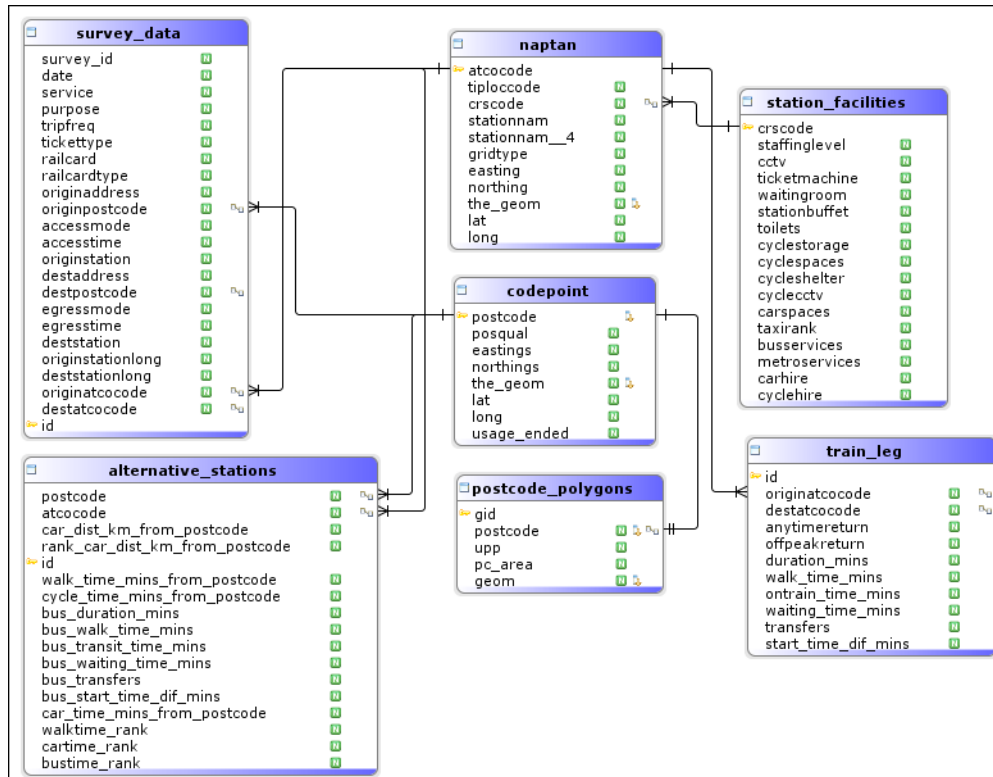 survey_data
survey_id
date
service
purpose
tripfreq
tickettype
railcard
railcardtype
originaddress
originpostcode
accessmode
accesstime
originstation
destaddress
destpostcode
egressmode
egresstime
deststation
originstationlong
deststationlong
originatcocode
destatcocode
id
naptan
atcocode
tiploccode
crscode
stationnam
stationnam__4
gridtype
easting
northing
the_geom
lat
long
station_facilities
crscode
staffinglevel
cctv
ticketmachine
waitingroom
stationbuffet
toilets
cyclestorage
cyclespaces
cycleshelter
cyclecctv
carspaces
taxirank
busservices
metroservices
carhire
cyclehire
codepoint
postcode
posqual
eastings
northings
the_geom
lat
long
usage_ended
alternative_stations
postcode
atcocode
car_dist_km_from_postcode
rank_car_dist_km_from_postcode
id
walk_time_mins_from_postcode
cycle_time_mins_from_postcode
bus_duration_mins
bus_walk_time_mins
bus_transit_time_mins
bus_waiting_time_mins
bus_transfers
bus_start_time_dif_mins
car_time_mins_from_postcode
walktime_rank
cartime_rank
bustime_rank
postcode_polygons
gid
postcode
upp
pc_area
geom
train_leg
id
originatcocode
destatcocode
anytimereturn
offpeakreturn
duration_mins
walk_time_mins
ontrain_time_mins
waiting_time_mins
transfers
start_time_dif_mins